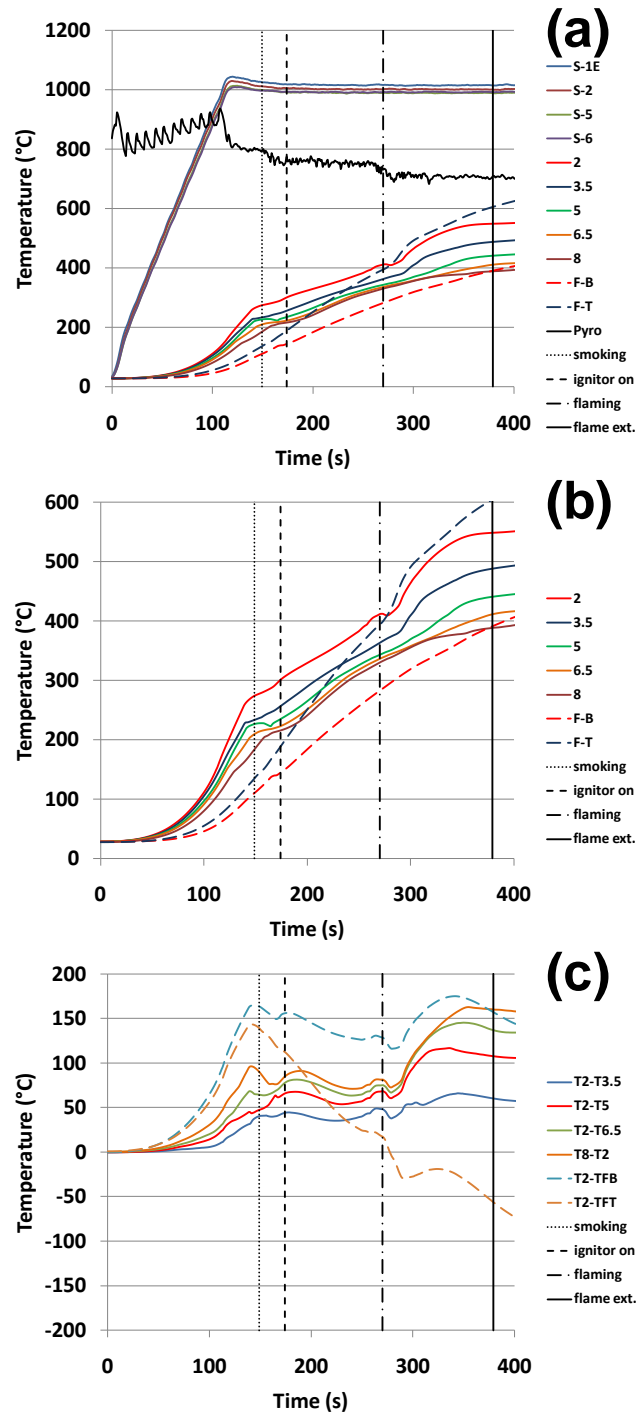 (a)
1200
1000
800
600
400
200
0
Temperature (°C)
0 100 200 300 400
Time (s)
S-1E
S-2
S-5
S-6
2
3.5
5
6.5
8
F-B
F-T
Pyro
smoking
ignitor on
flaming
flame ext.
(b)
600
500
400
300
200
100
0
Temperature (°C)
0 100 200 300 400
Time (s)
2
3.5
5
6.5
8
F-B
F-T
smoking
ignitor on
flaming
flame ext.
(c)
200
150
100
50
0
-50
-100
-150
-200
Temperature (°C)
0 100 200 300 400
Time (s)
T2-T3.5
T2-T5
T2-T6.5
T8-T2
T2-TFB
T2-TFT
smoking
ignitor on
flaming
flame ext.